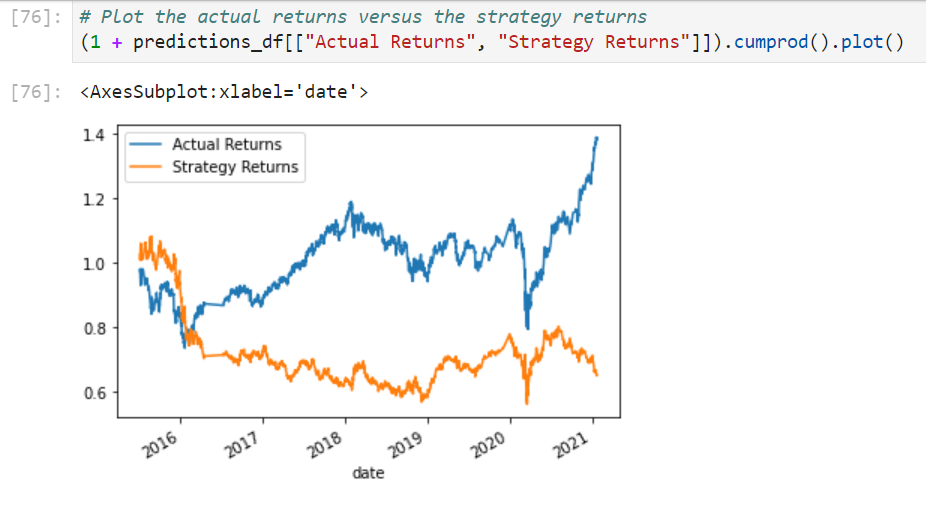 [76]: # Plot the actual returns versus the strategy returns
(1 + predictions_df[["Actual Returns", "Strategy Returns"]]).cumprod().plot()
[76]: <AxesSubplot:xlabel='date'>
Actual Returns
Strategy Returns
1.4
1.2
1.0
0.8
0.6
2016 2017 2018 2019 2020 2021
date